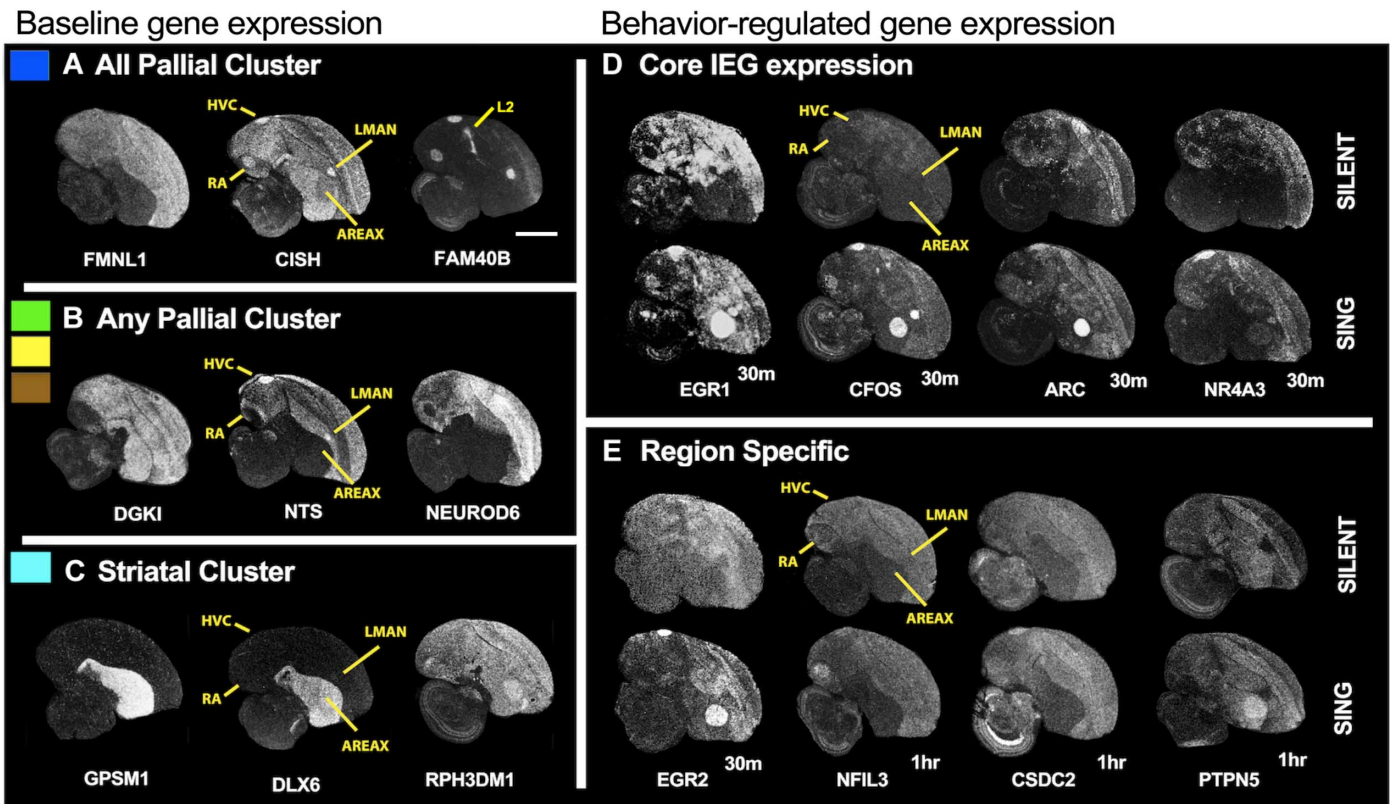 Baseline gene expression
Behavior-regulated gene expression
A All Pallial Cluster
HVC
L2
LMAN
RA
AREAX
FMNL1
CISH
FAM40B
B Any Pallial Cluster
HVC
LMAN
RA
AREAX
DGKI
NTS
NEUROD6
C Striatal Cluster
HVC
LMAN
RA
AREAX
GPSM1
DLX6
RPH3DM1
D Core IEG expression
HVC
LMAN
RA
AREAX
SILENT
SING
EGR1 30m
CFOS 30m
ARC 30m
NR4A3 30m
E Region Specific
HVC
LMAN
RA
AREAX
SILENT
SING
EGR2 30m
NFIL3 1hr
CSDC2 1hr
PTPN5 1hr